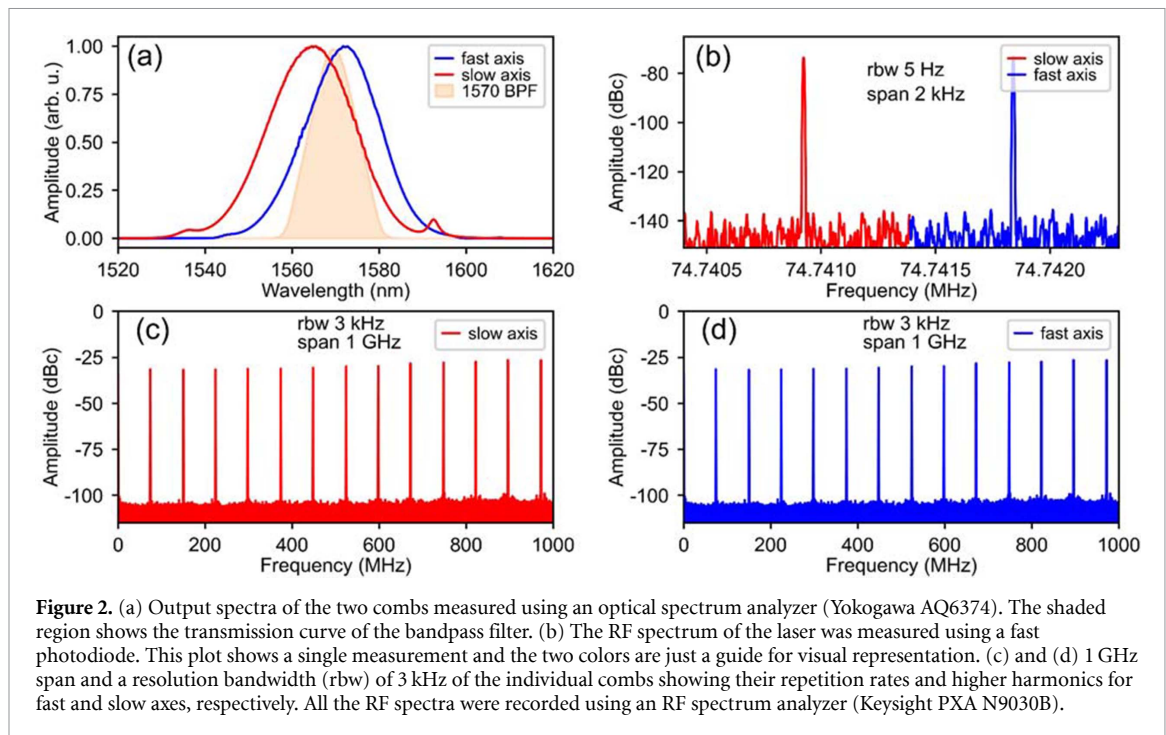 (a)
fast axis
slow axis
1570 BPF
Amplitude (arb. u.)
1.00
0.75
0.50
0.25
0.00
1520 1540 1560 1580 1600 1620
Wavelength (nm)
(b)
rbw 5 Hz
span 2 kHz
slow axis
fast axis
Amplitude (dBc)
-80
-100
-120
-140
74.7405 74.7410 74.7415 74.7420
Frequency (MHz)
(c)
rbw 3 kHz
span 1 GHz
slow axis
Amplitude (dBc)
0
-25
-50
-75
-100
0 200 400 600 800 1000
Frequency (MHz)
(d)
rbw 3 kHz
span 1 GHz
fast axis
Amplitude (dBc)
0
-25
-50
-75
-100
0 200 400 600 800 1000
Frequency (MHz)
Figure 2. (a) Output spectra of the two combs measured using an optical spectrum analyzer (Yokogawa AQ6374). The shaded
region shows the transmission curve of the bandpass filter. (b) The RF spectrum of the laser was measured using a fast
photodiode. This plot shows a single measurement and the two colors are just a guide for visual representation. (c) and (d) 1 GHz
span and a resolution bandwidth (rbw) of 3 kHz of the individual combs showing their repetition rates and higher harmonics for
fast and slow axes, respectively. All the RF spectra were recorded using an RF spectrum analyzer (Keysight PXA N9030B).